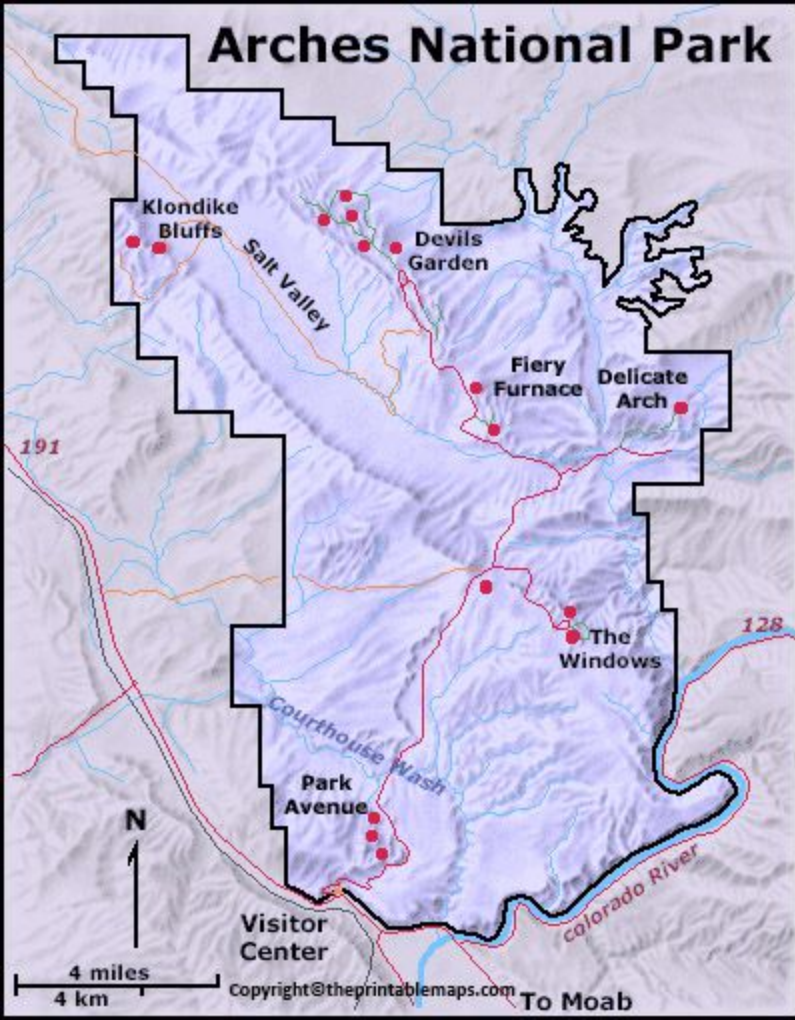 Arches National Park
Klondike
Bluffs
Salt Valley
Devils
Garden
Fiery
Furnace
Delicate
Arch
191
128
The
Windows
Courthouse Wash
Park
Avenue
N
colorado River
Visitor
Center
4 miles
4 km
Copyright©theprintablemaps.com
To Moab